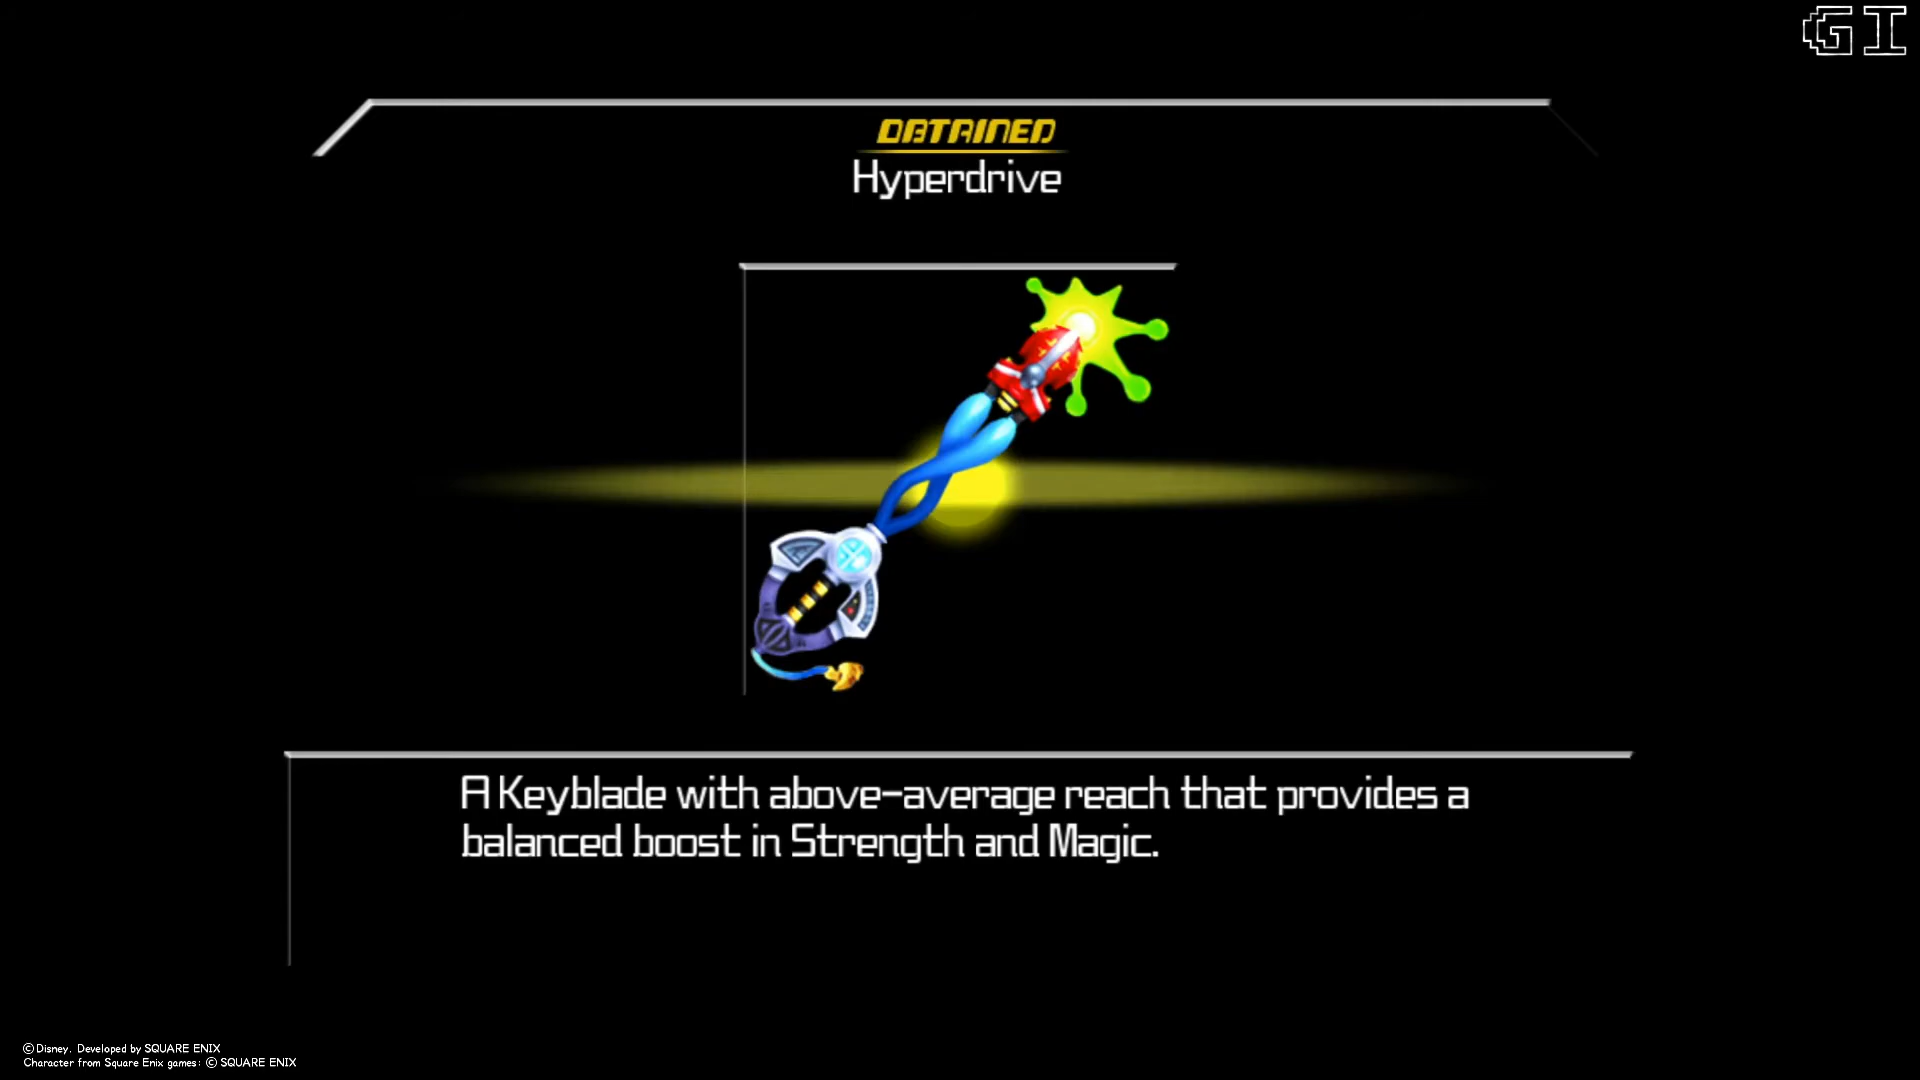 GI
OBTAINED
Hyperdrive
A Keyblade with above-average reach that provides a
balanced boost in Strength and Magic.
©Disney. Developed by SQUARE ENIX
Character from Square Enix games: © SQUARE ENIX